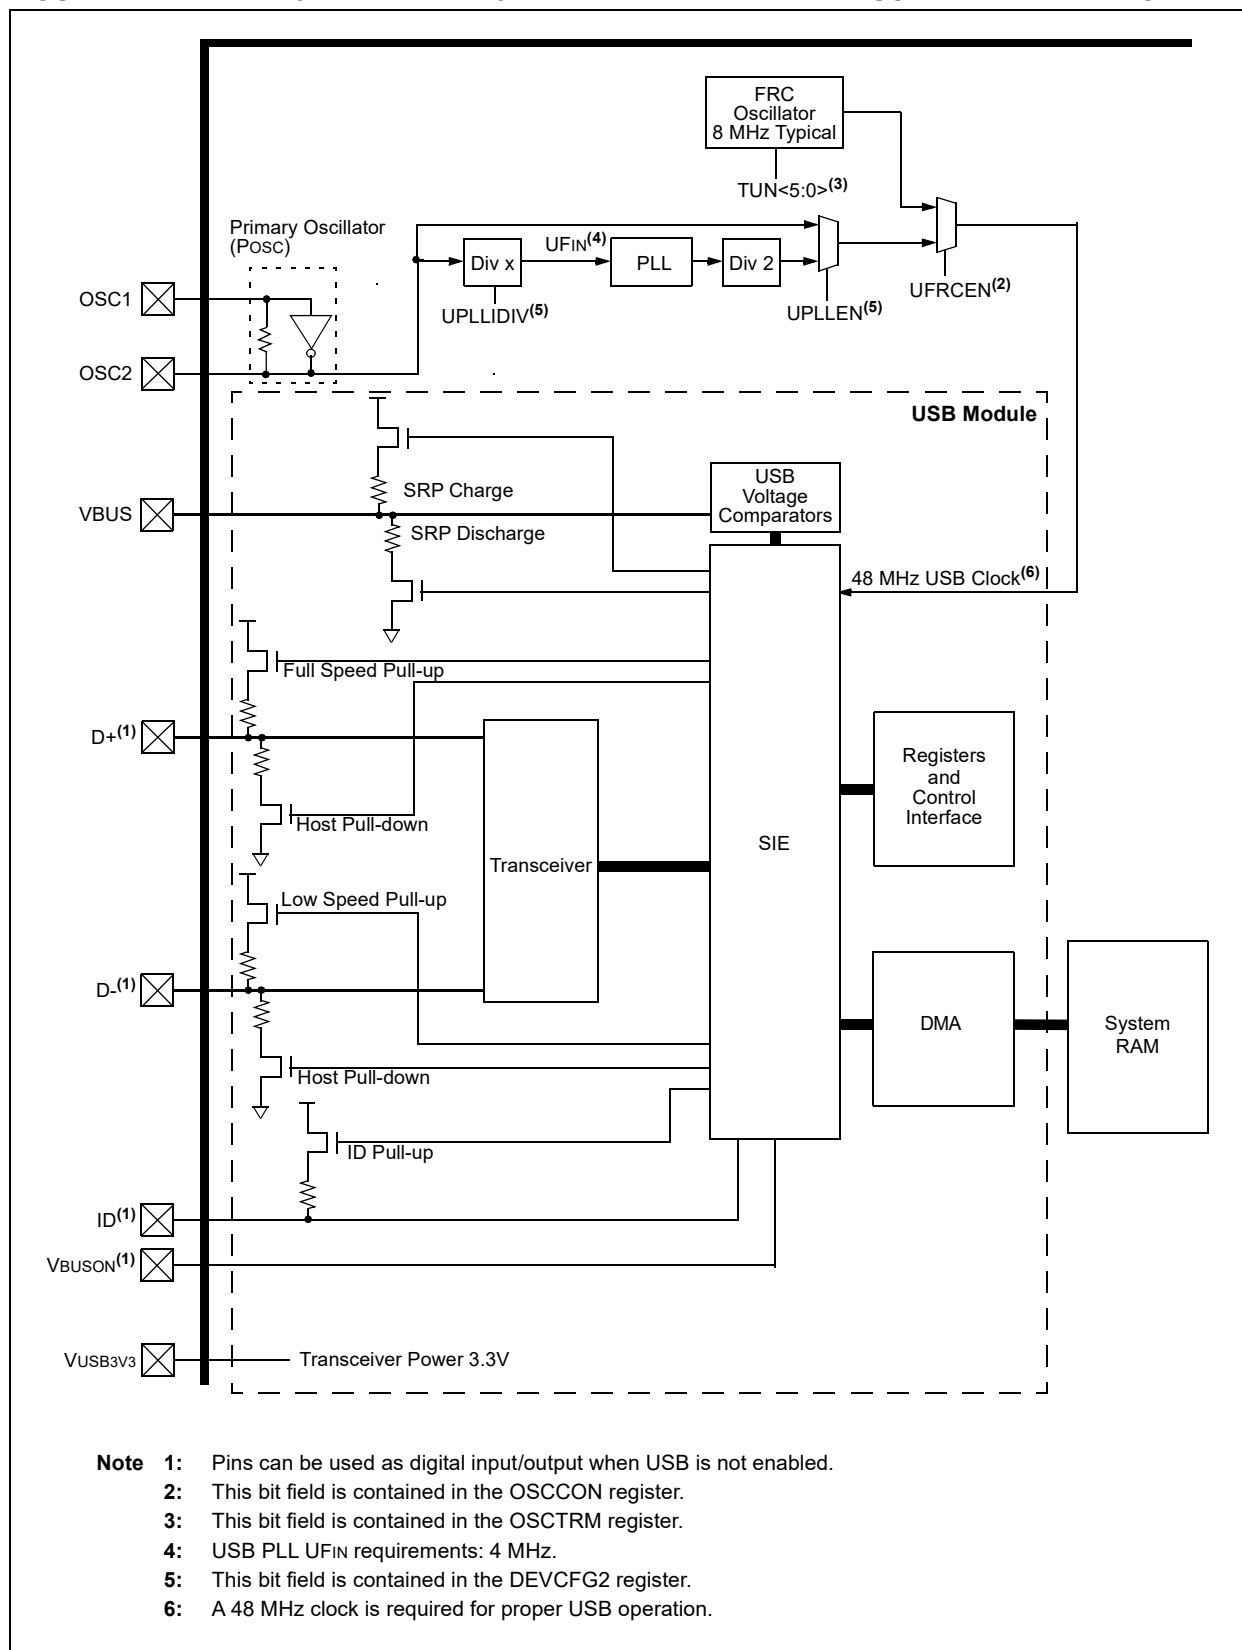 FRC
Oscillator
8 MHz Typical
TUN<5:0>(3)
Primary Oscillator
(POSC)
UFIN(4)
Div x
PLL
Div 2
UPLLIDIV(5)
UPLLEN(5)
UFRCEN(2)
OSC1
OSC2
USB Module
USB
Voltage
Comparators
SRP Charge
VBUS
SRP Discharge
48 MHz USB Clock(6)
Full Speed Pull-up
D+(1)
Registers
and
Control
Interface
Host Pull-down
SIE
Transceiver
Low Speed Pull-up
D-(1)
DMA
System
RAM
Host Pull-down
ID Pull-up
ID(1)
VBUSON(1)
VUSB3V3
Transceiver Power 3.3V
Note 1: Pins can be used as digital input/output when USB is not enabled.
2: This bit field is contained in the OSCCON register.
3: This bit field is contained in the OSCTRM register.
4: USB PLL UFIN requirements: 4 MHz.
5: This bit field is contained in the DEVCFG2 register.
6: A 48 MHz clock is required for proper USB operation.